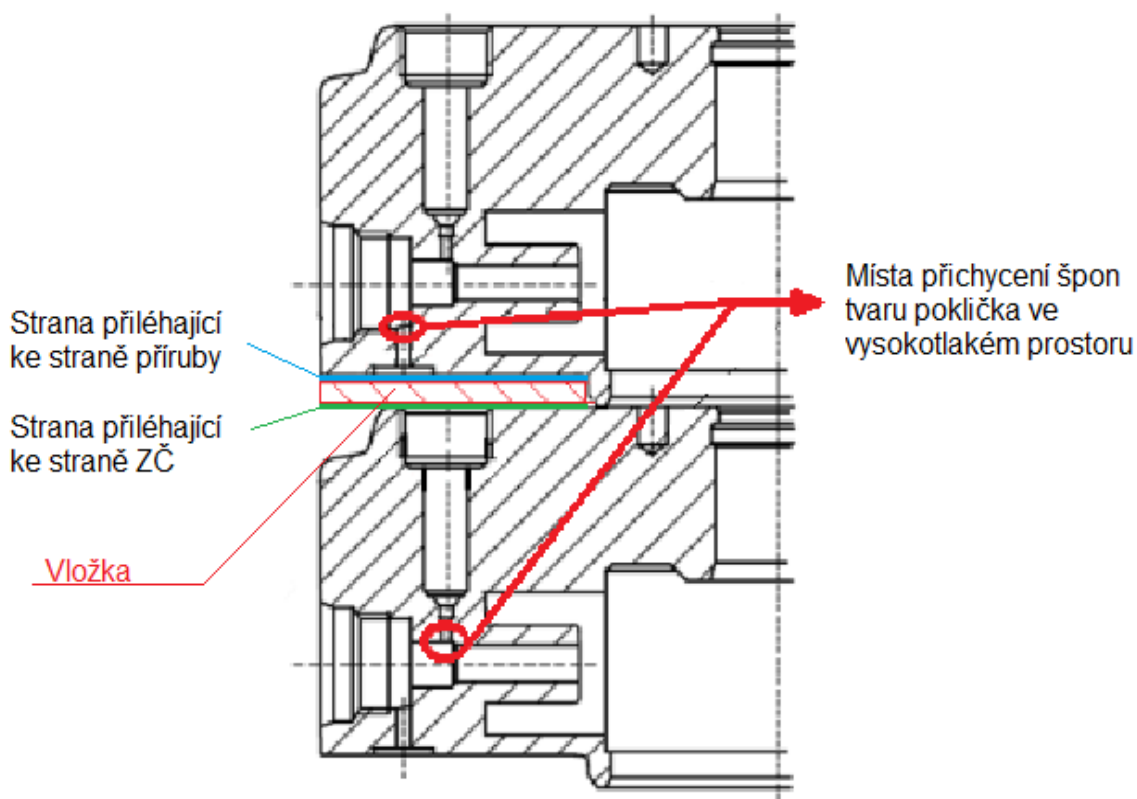 Místa přichycení špon
tvaru poklička ve
vysokotlakém prostoru
Strana přiléhající
ke straně příruby
Strana přiléhající
ke straně ZČ
Vložka